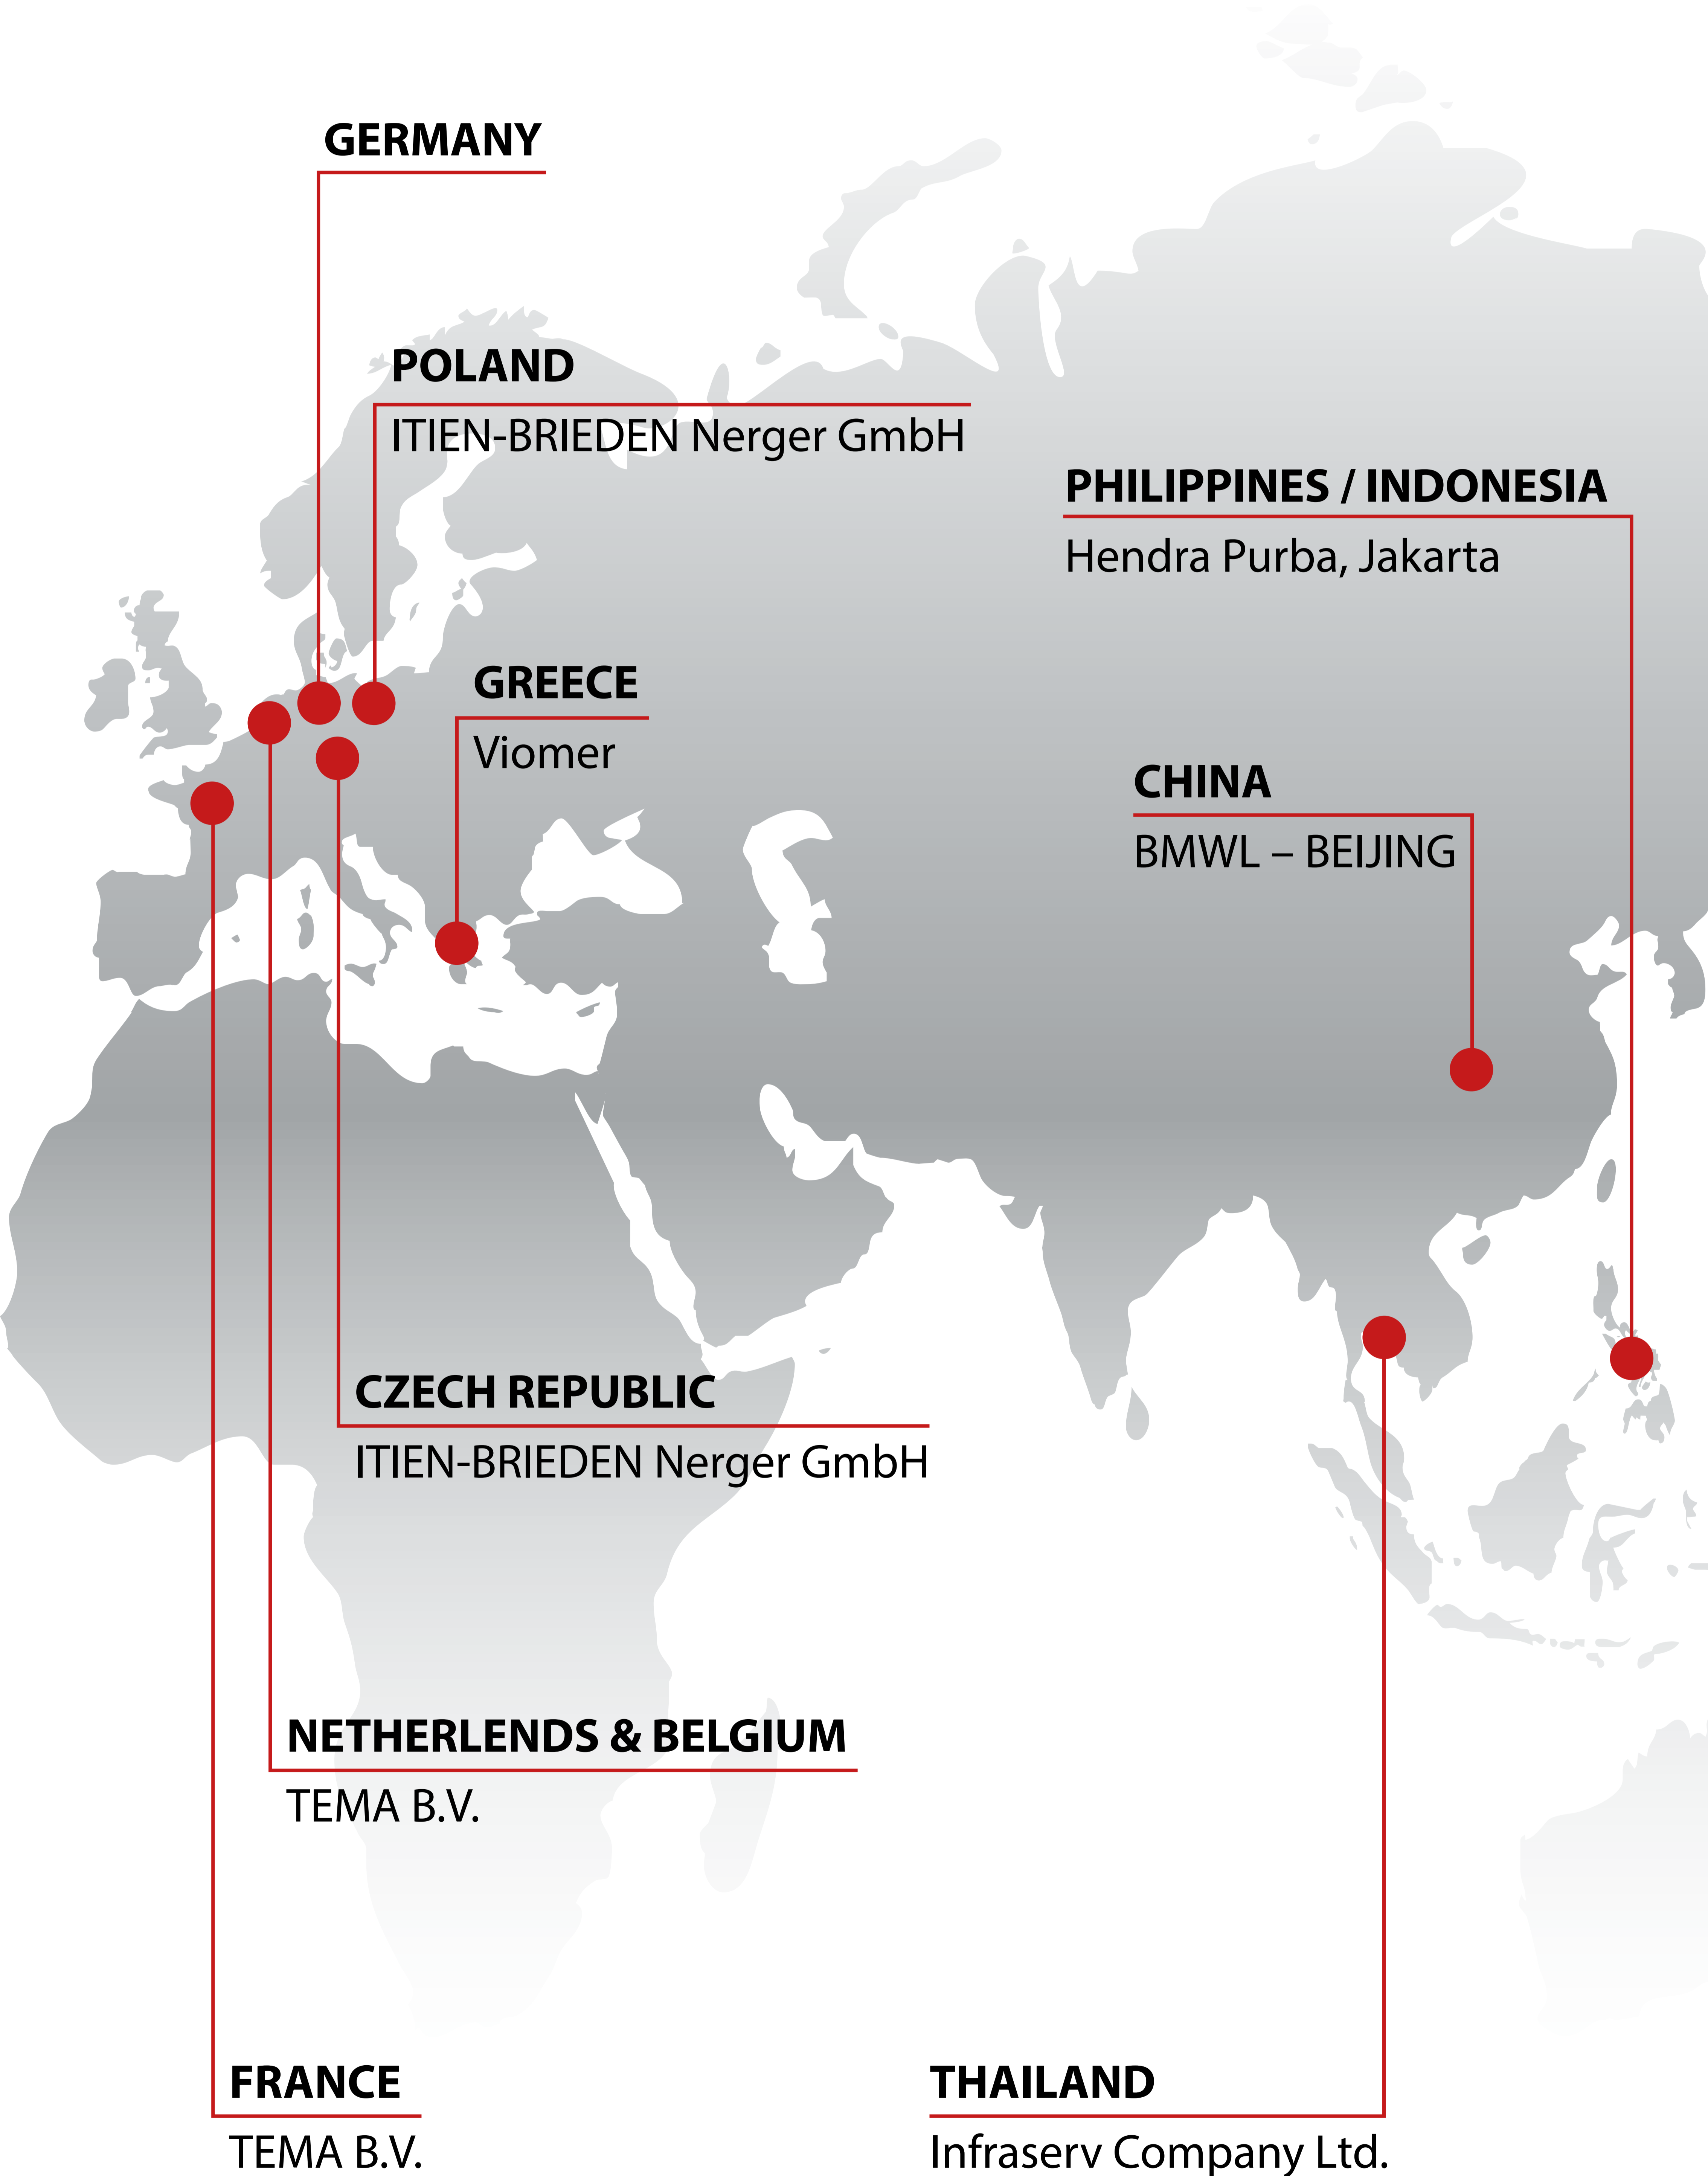 GERMANY
POLAND
ITIEN-BRIEDEN Nerger GmbH
PHILIPPINES / INDONESIA
Hendra Purba, Jakarta
GREECE
Viomer
CHINA
BMWL – BEIJING
CZECH REPUBLIC
ITIEN-BRIEDEN Nerger GmbH
NETHERLENDS & BELGIUM
TEMA B.V.
FRANCE
TEMA B.V.
THAILAND
Infraserv Company Ltd.